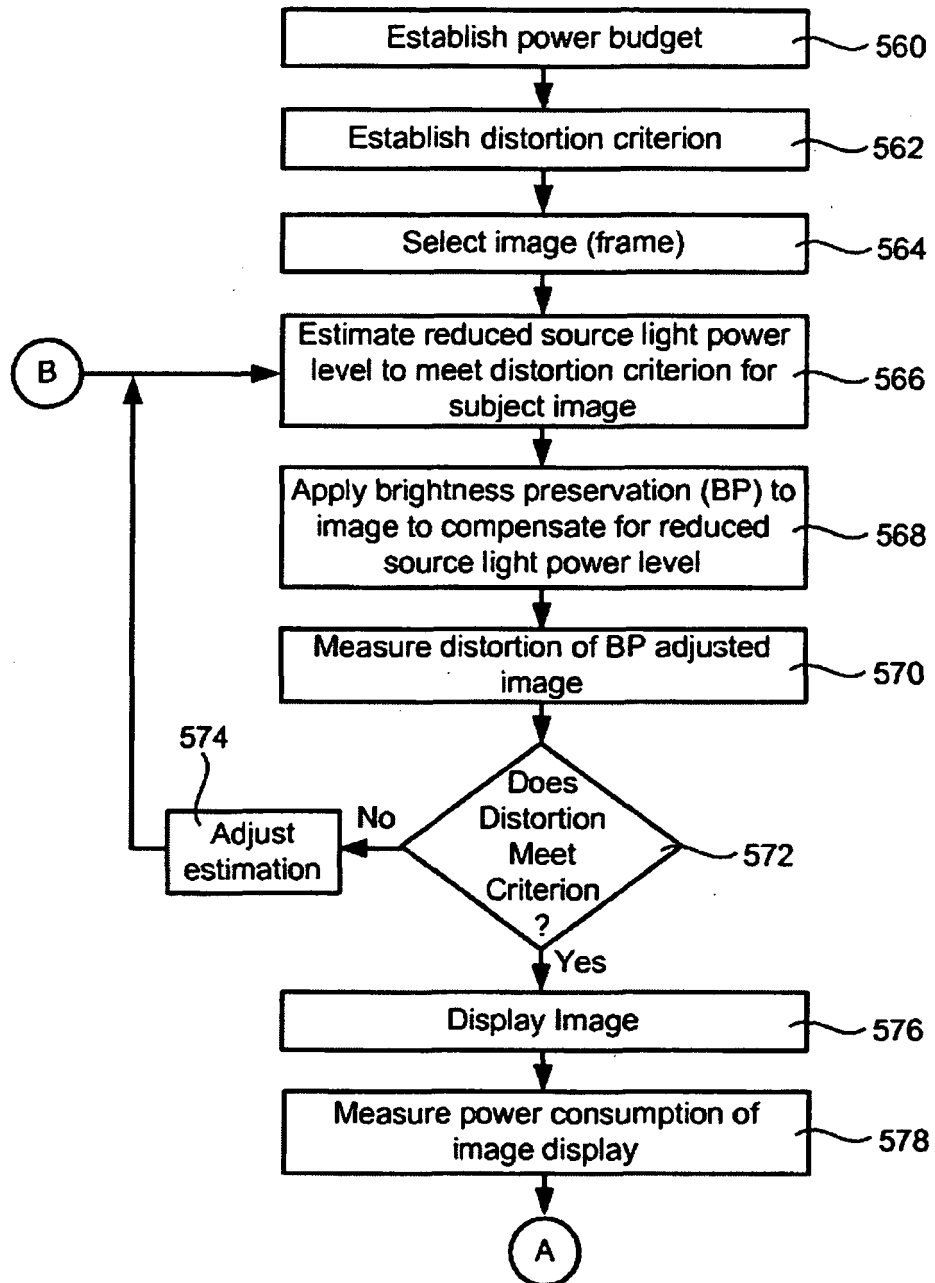 Establish power budget
560
Establish distortion criterion
562
Select image (frame)
564
B
Estimate reduced source light power
level to meet distortion criterion for
subject image
566
Apply brightness preservation (BP) to
image to compensate for reduced
source light power level
568
Measure distortion of BP adjusted
image
570
574
Adjust
estimation
No
Does
Distortion
Meet
Criterion
?
572
Yes
Display Image
576
Measure power consumption of
image display
578
A